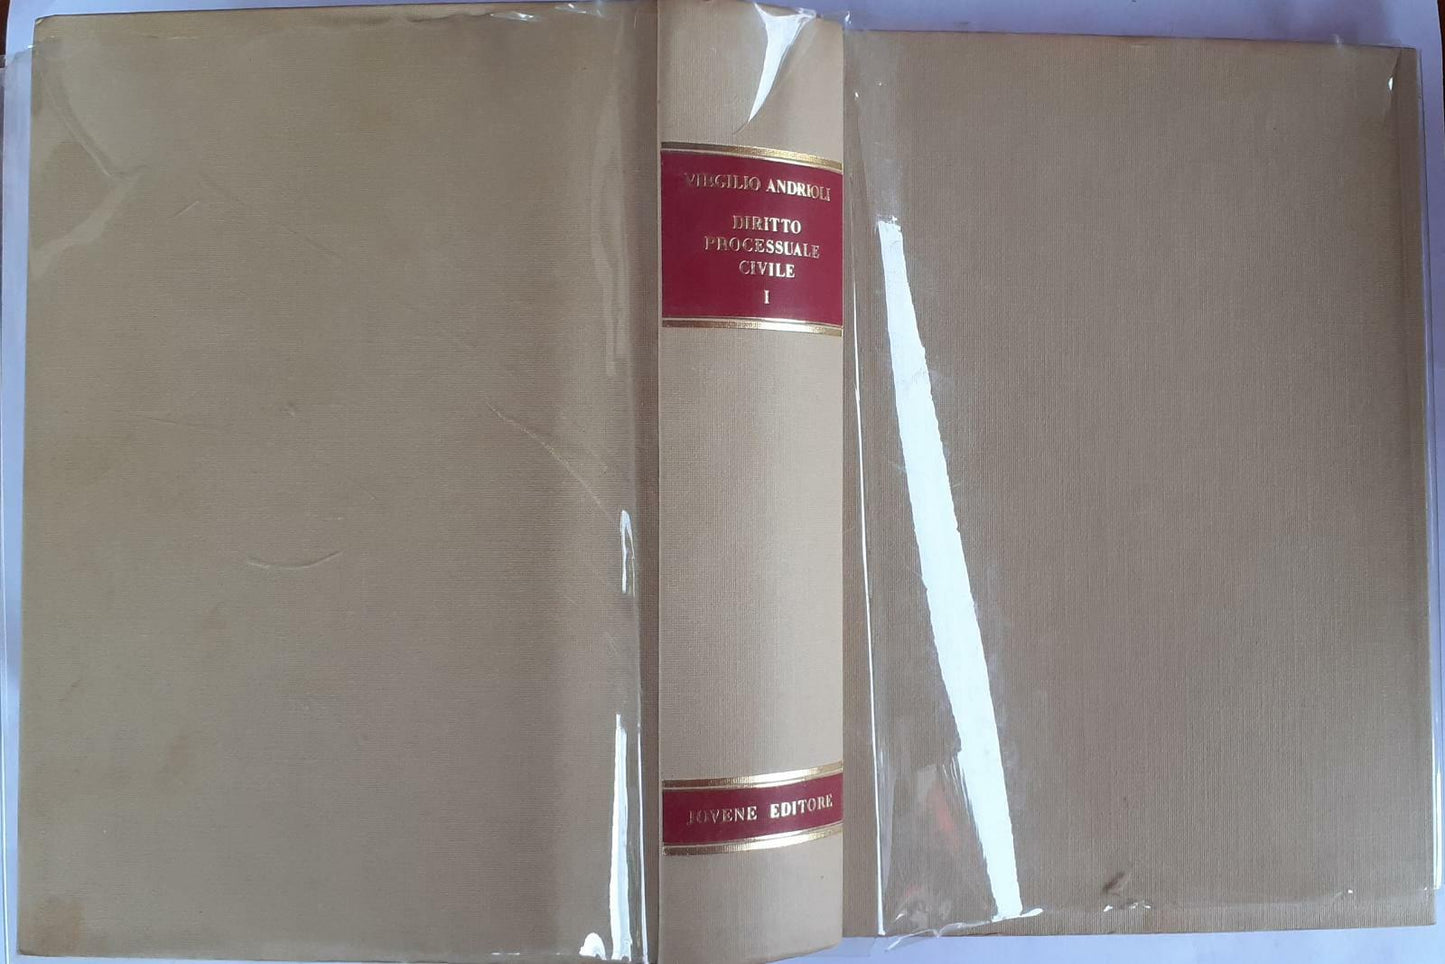 VIRGILIO ANDRIOLI
DIRITTO
PROCESSUALE
CIVILE
I
JOVENE EDITORE